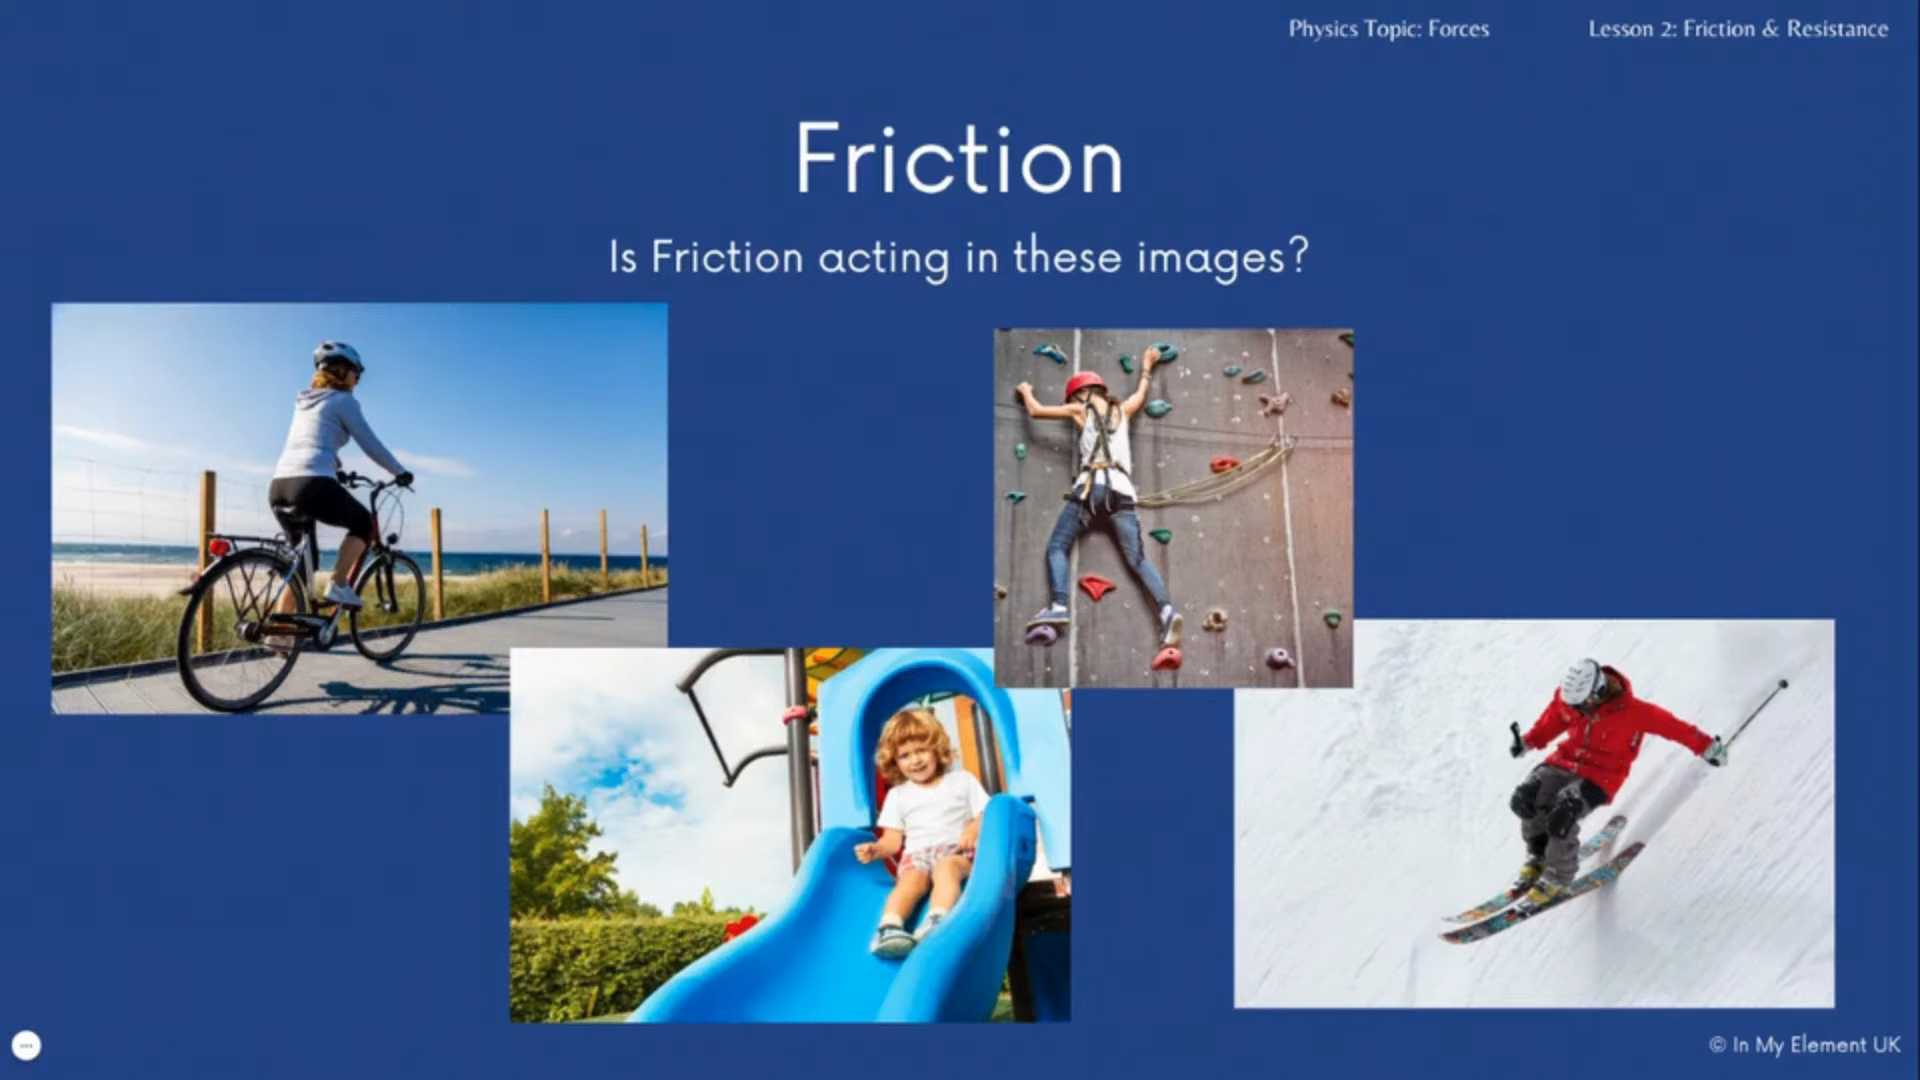 Physics Topic: Forces
Lesson 2: Friction & Resistance
Friction
Is Friction acting in these images?
© In My Element UK